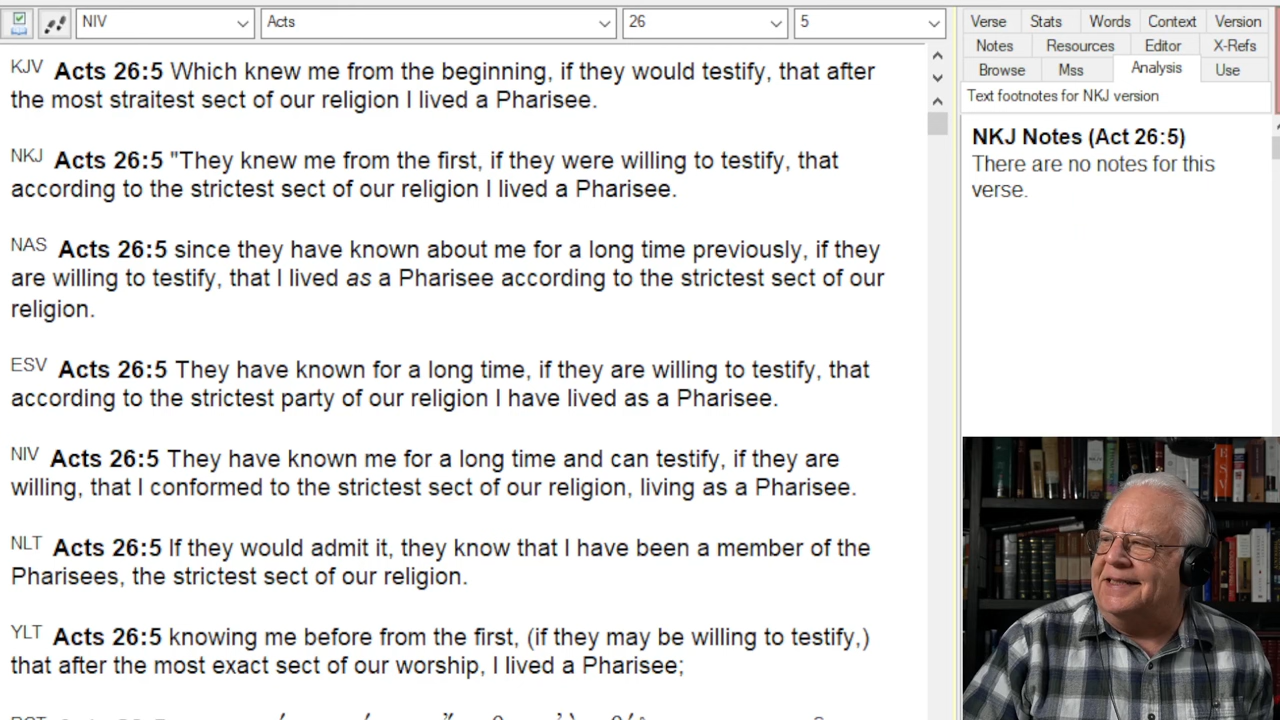 NIV Acts 26 5
KJV Acts 26:5 Which knew me from the beginning, if they would testify, that after
the most straitest sect of our religion I lived a Pharisee.
NKJ Acts 26:5 "They knew me from the first, if they were willing to testify, that
according to the strictest sect of our religion I lived a Pharisee.
NAS Acts 26:5 since they have known about me for a long time previously, if they
are willing to testify, that I lived as a Pharisee according to the strictest sect of our
religion.
ESV Acts 26:5 They have known for a long time, if they are willing to testify, that
according to the strictest party of our religion I have lived as a Pharisee.
NIV Acts 26:5 They have known me for a long time and can testify, if they are
willing, that I conformed to the strictest sect of our religion, living as a Pharisee.
NLT Acts 26:5 If they would admit it, they know that I have been a member of the
Pharisees, the strictest sect of our religion.
YLT Acts 26:5 knowing me before from the first, (if they may be willing to testify,)
that after the most exact sect of our worship, I lived a Pharisee;
Verse Stats Words Context Version
Notes Resources Editor X-Refs
Browse Mss Analysis Use
Text footnotes for NKJ version
NKJ Notes (Act 26:5)
There are no notes for this
verse.